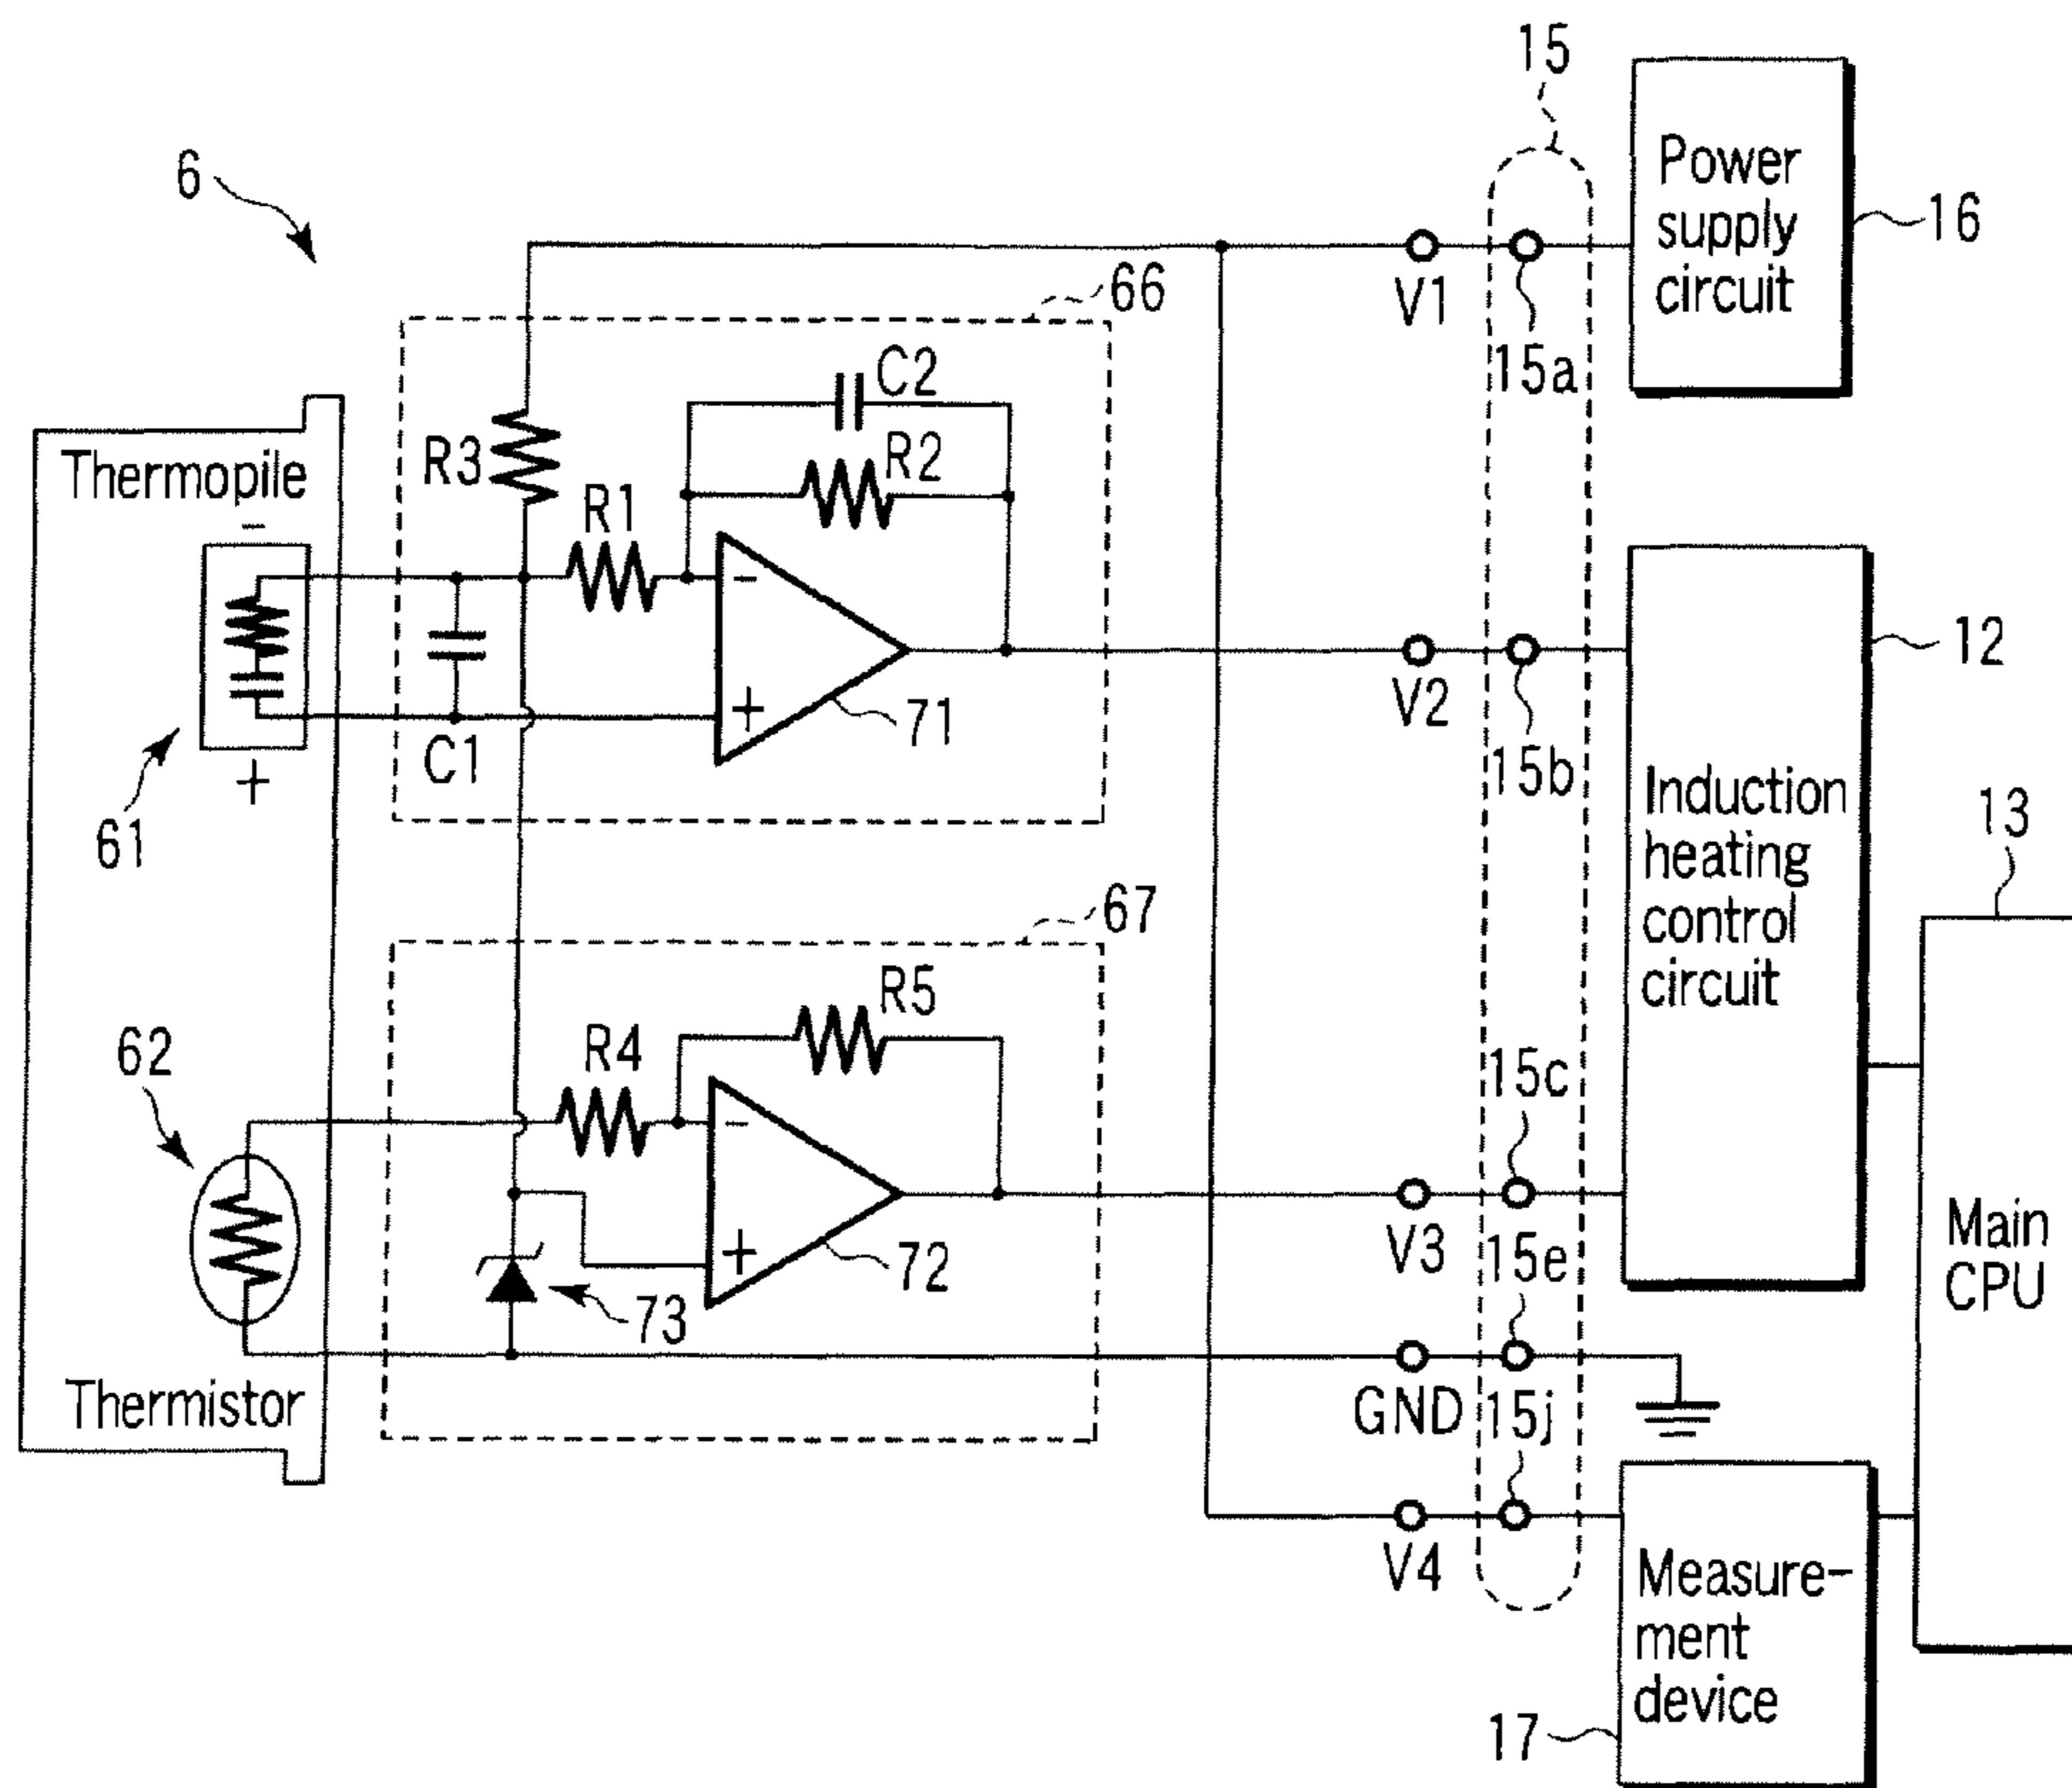 15
Power
supply
circuit
16
6
66
V1
15a
C2
R3
R2
Thermopile
R1
-
-
12
V2
+
71
C1
15b
+
61
Induction
heating
control
circuit
13
67
R5
R4
62
15c
-
Main
CPU
+
72
V3
15e
73
Thermistor
GND
15j
V4
Measure-
ment
device
17